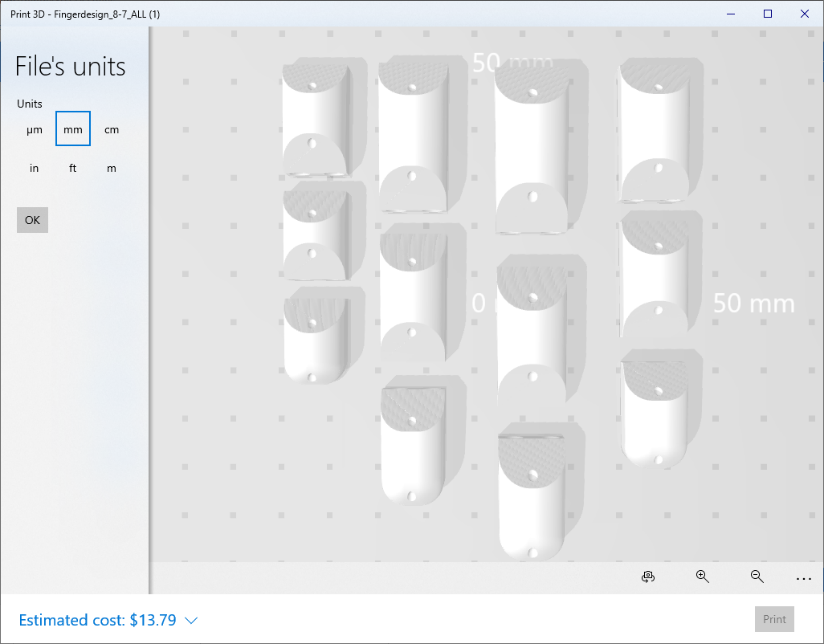 Print 3D - Fingerdesign_8-7_ALL (1)
File's units
Units
μm mm cm
in ft m
OK
50 mm
0
50 mm
Estimated cost: $13.79
Print